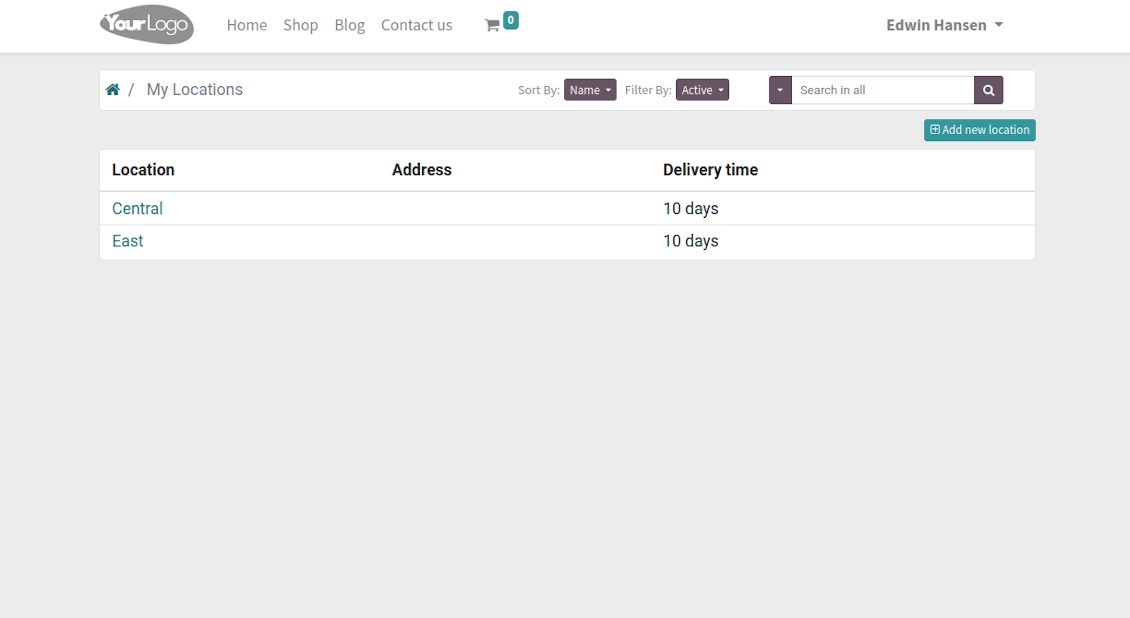 YourLogo Home Shop Blog Contact us 0 Edwin Hansen
/ My Locations Sort By: Name Filter By: Active Search in all
Add new location
Location Address Delivery time
Central 10 days
East 10 days